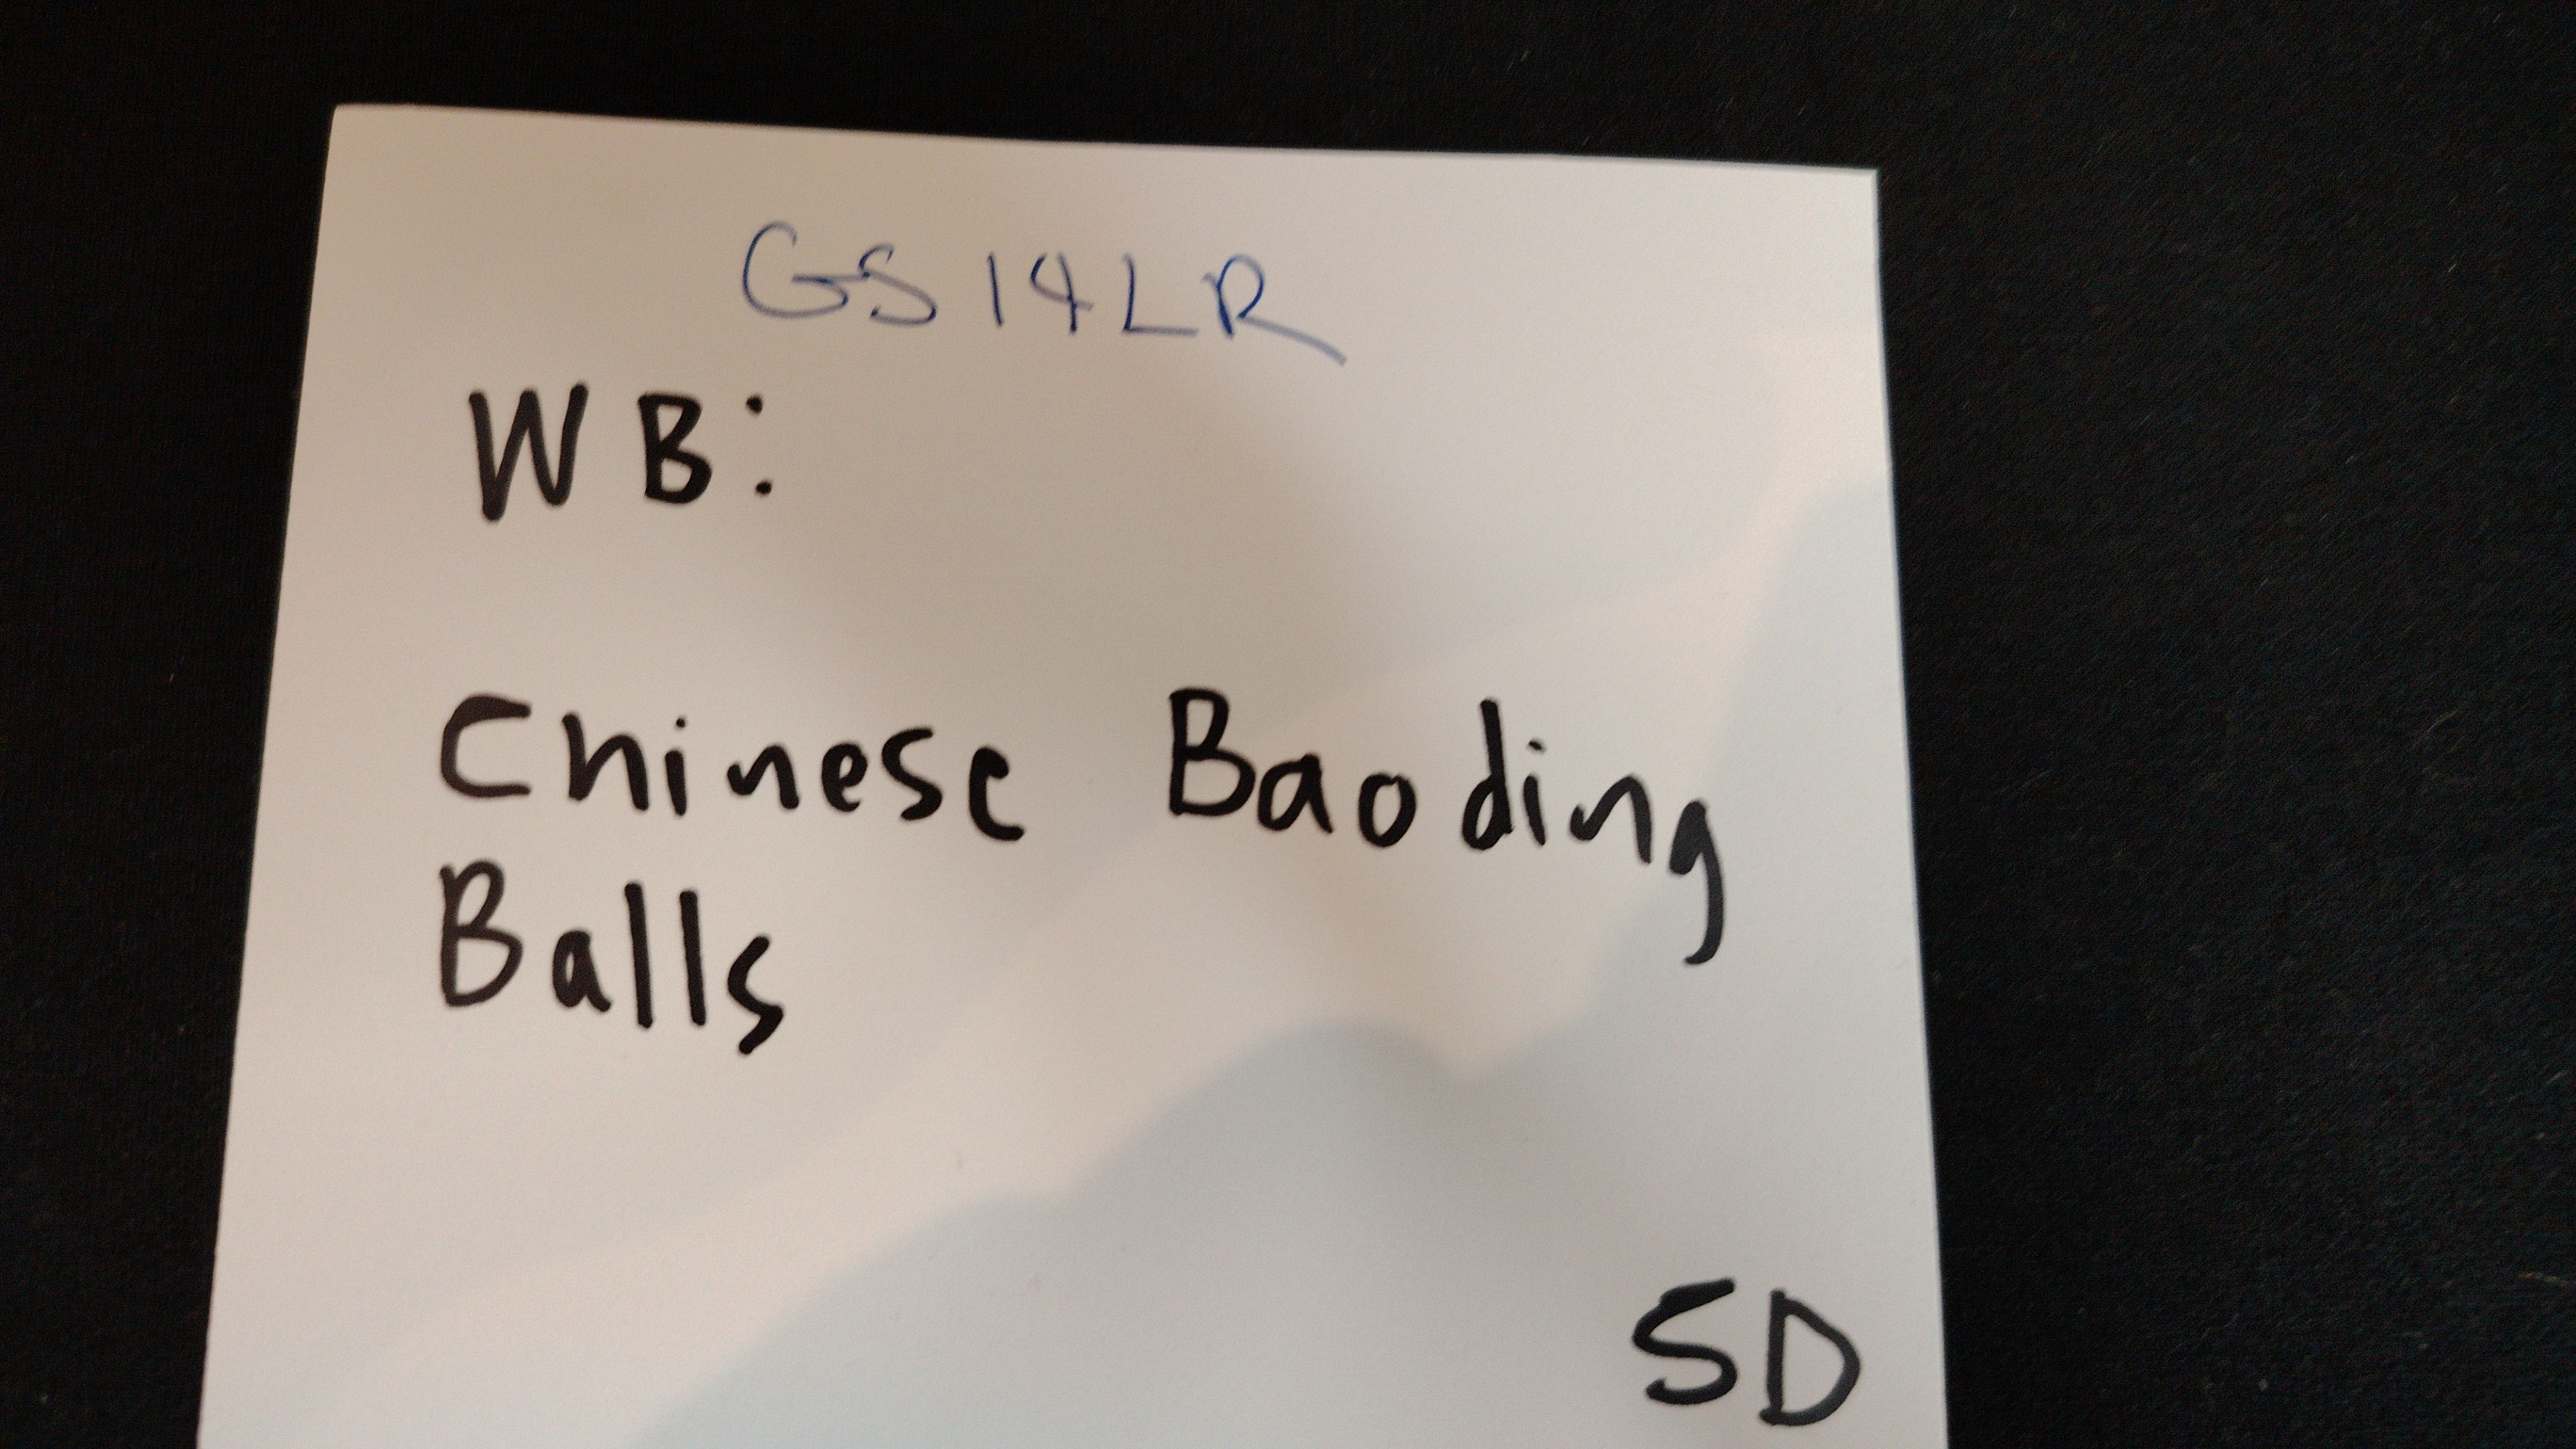 GS14LR
WB:
Chinese Baoding
Balls
SD